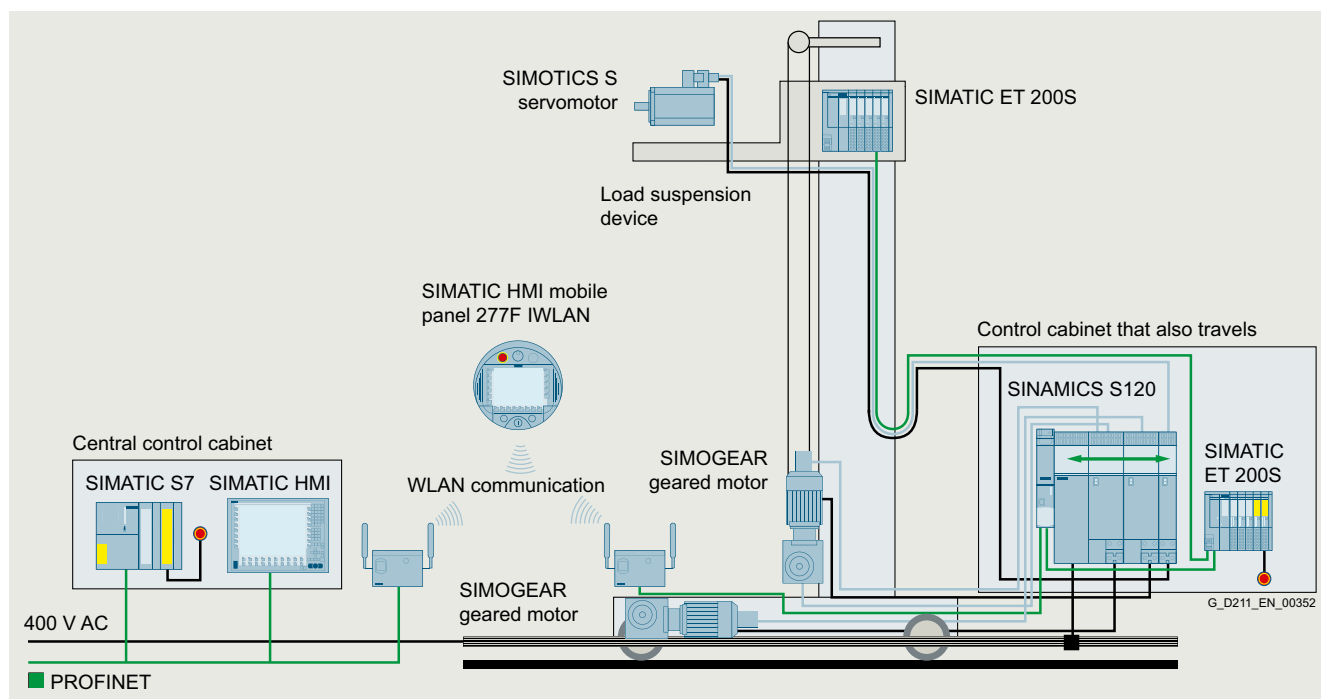 SIMOTICS S
servomotor
SIMATIC ET 200S
Load suspension
device
SIMATIC HMI mobile
panel 277F IWLAN
Control cabinet that also travels
SINAMICS S120
Central control cabinet
SIMATIC S7
SIMATIC HMI
WLAN communication
SIMOGEAR
geared motor
SIMATIC
ET 200S
SIMOGEAR
geared motor
G_D211_EN_00352
400 V AC
PROFINET